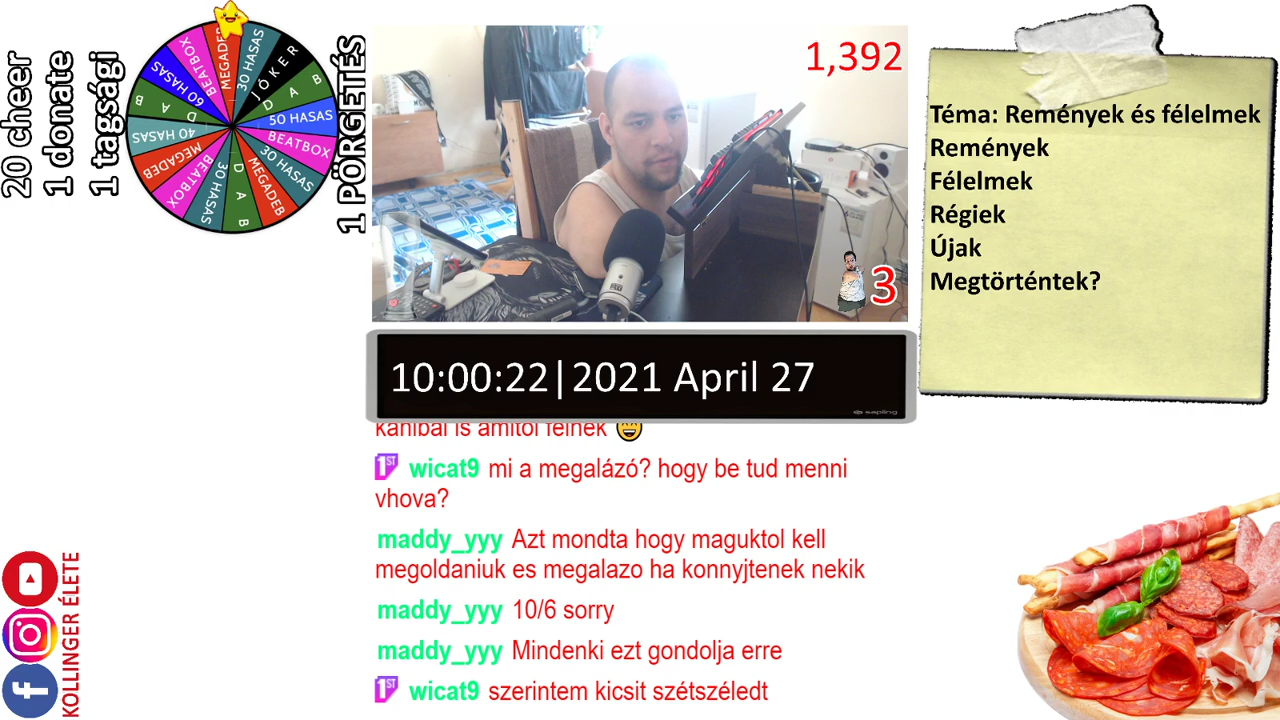 20 cheer
1 donate
1 tagsági
1 PÖRGETÉS
MEGADEB
30 HASAS
JÓKER
D A B
50 HASAS
BEATBOX
30 HASAS
MEGADEB
D A B
30 HASAS
BEATBOX
MEGADEB
40 HASAS
D A B
60 HASAS
BEATBOX
1,392
3
Téma: Remények és félelmek
Remények
Félelmek
Régiek
Újak
Megtörténtek?
10:00:22|2021 April 27
sapling
kanibál is amitől félnek
1ST wicat9 mi a megalázó? hogy be tud menni
vhova?
maddy_yyy Azt mondta hogy maguktol kell
megoldaniuk es megalazo ha konnyjtenek nekik
maddy_yyy 10/6 sorry
maddy_yyy Mindenki ezt gondolja erre
1ST wicat9 szerintem kicsit szétszéledt
KOLLINGER ÉLETE